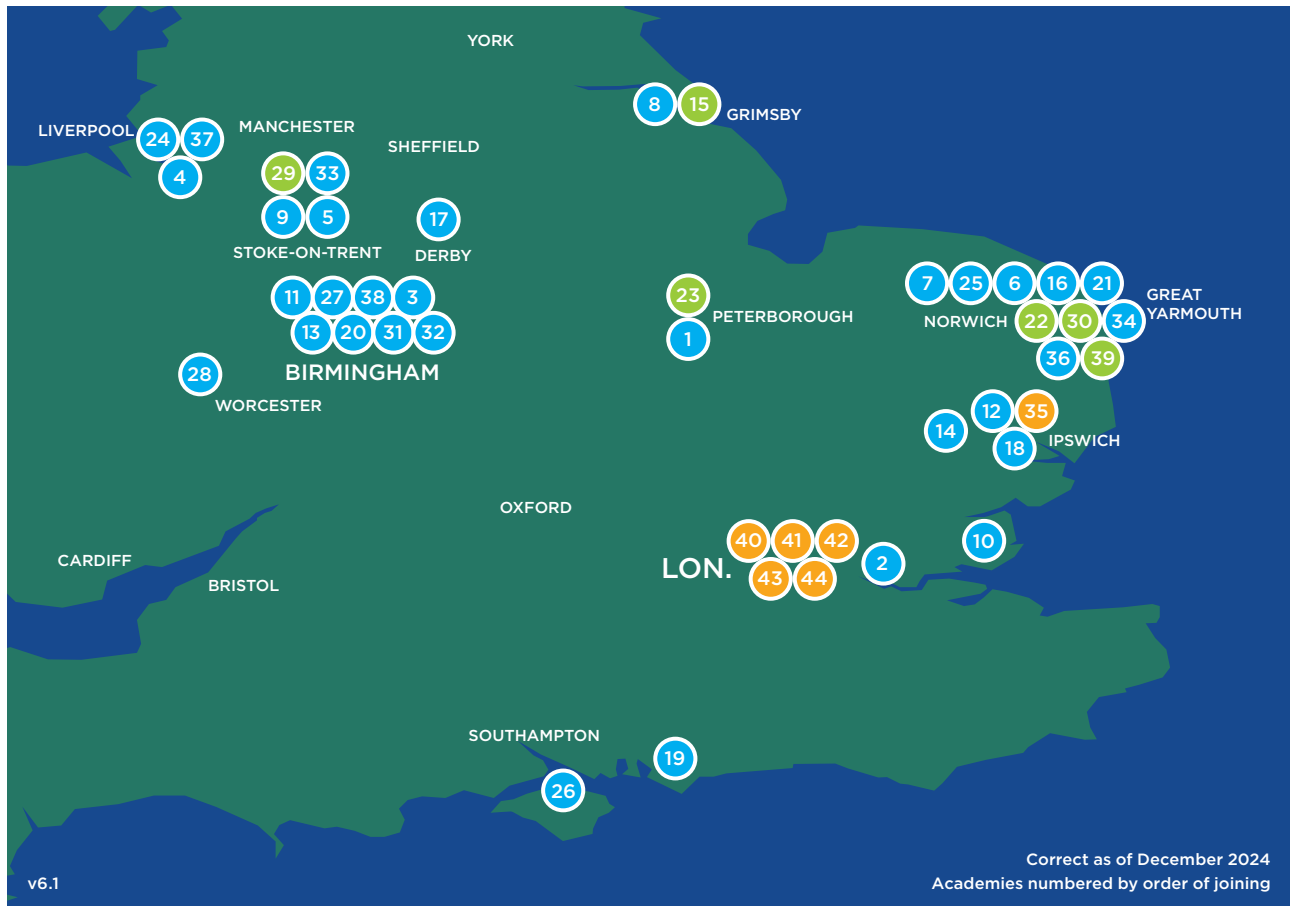 YORK
8 15
GRIMSBY
LIVERPOOL
24 37
4
MANCHESTER
SHEFFIELD
29 33
9 5
STOKE-ON-TRENT
17
DERBY
11 27 38 3
13 20 31 32
BIRMINGHAM
28
WORCESTER
23
1
PETERBOROUGH
7 25 6 16 21
GREAT
YARMOUTH
NORWICH
22 30 34
36 39
12 35
14
18
IPSWICH
OXFORD
40 41 42
43 44
LON.
2
10
CARDIFF
BRISTOL
SOUTHAMPTON
19
26
Correct as of December 2024
Academies numbered by order of joining
v6.1